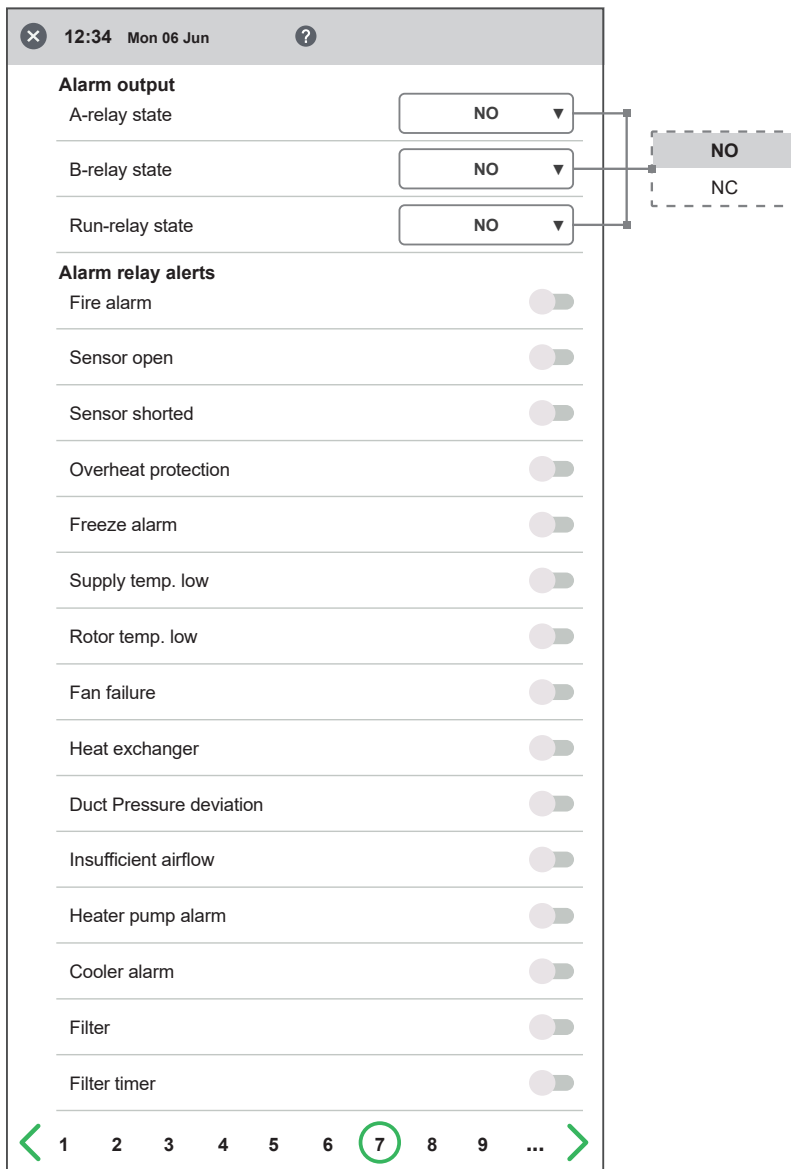 12:34 Mon 06 Jun ?
Alarm output
A-relay state NO ▼
B-relay state NO ▼
Run-relay state NO ▼
NO
NC
Alarm relay alerts
Fire alarm
Sensor open
Sensor shorted
Overheat protection
Freeze alarm
Supply temp. low
Rotor temp. low
Fan failure
Heat exchanger
Duct Pressure deviation
Insufficient airflow
Heater pump alarm
Cooler alarm
Filter
Filter timer
1 2 3 4 5 6 7 8 9 ...